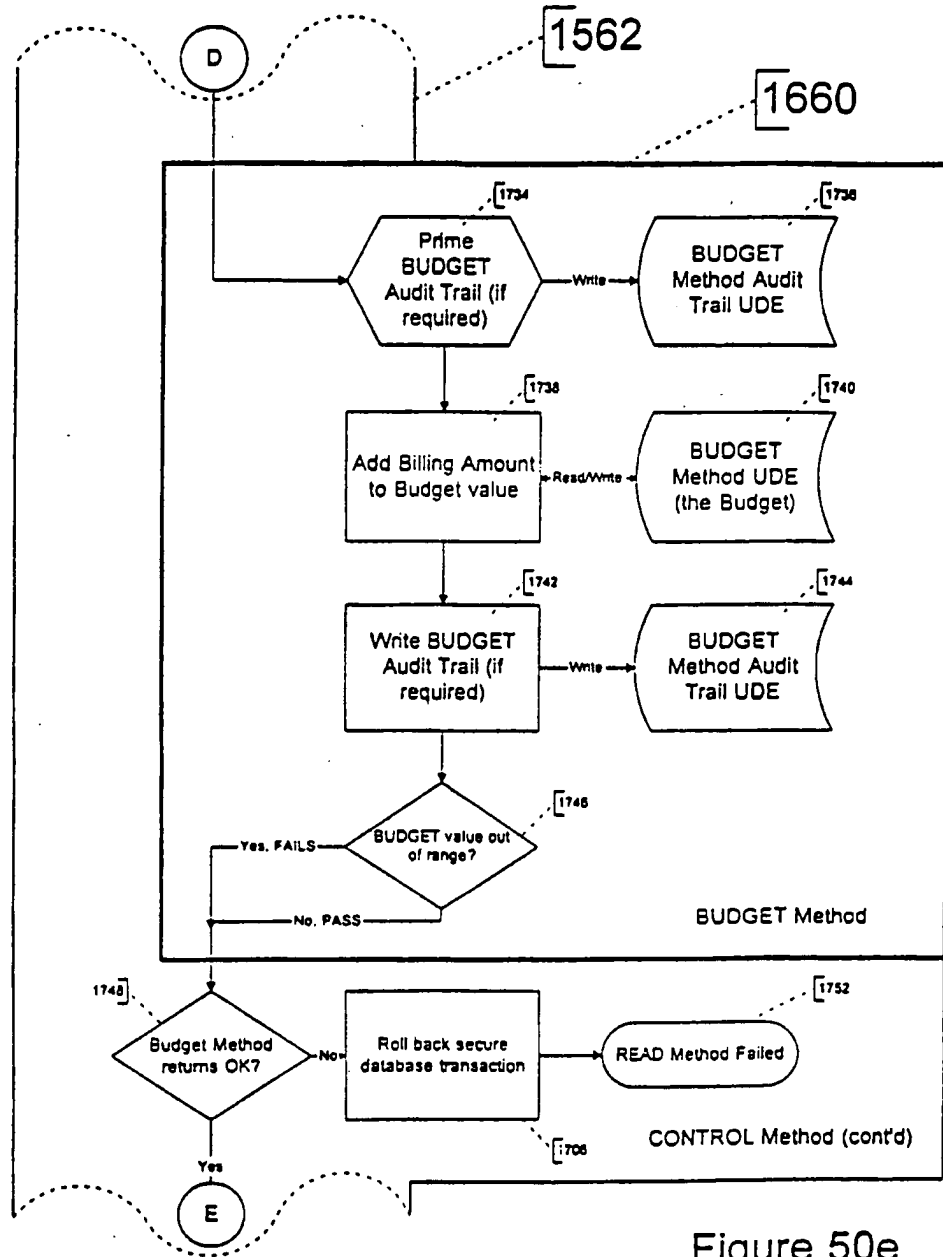 D
1562
1660
1734
Prime
BUDGET
Audit Trail (if
required)
Write
1736
BUDGET
Method Audit
Trail UDE
1738
Add Billing Amount
to Budget value
Read/Write
1740
BUDGET
Method UDE
(the Budget)
1742
Write BUDGET
Audit Trail (if
required)
Write
1744
BUDGET
Method Audit
Trail UDE
1746
BUDGET value out
of range?
Yes, FAILS
No, PASS
BUDGET Method
1748
Budget Method
returns OK?
No
Roll back secure
database transaction
1752
READ Method Failed
CONTROL Method (cont'd)
Yes
E
Figure 50e